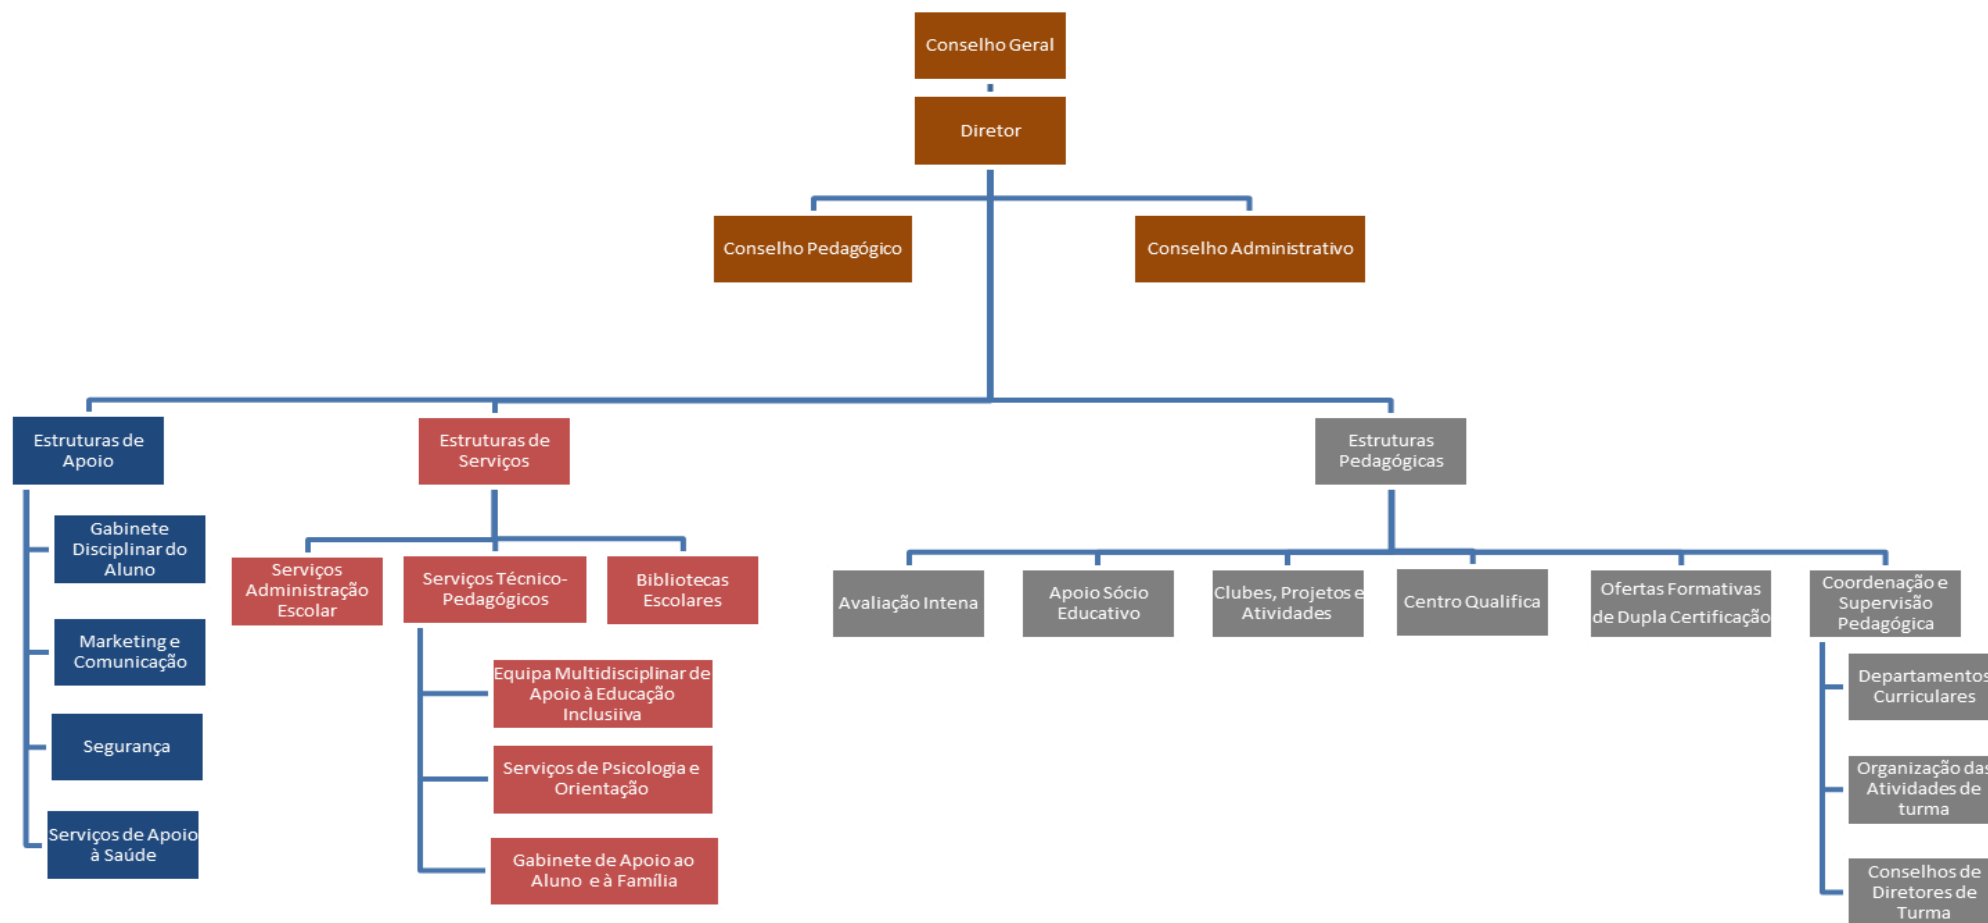 Conselho Geral
Diretor
Conselho Pedagógico
Conselho Administrativo
Estruturas de
Apoio
Estruturas de
Serviços
Estruturas
Pedagógicas
Gabinete
Disciplinar do
Aluno
Marketing e
Comunicação
Segurança
Serviços de Apoio
à Saúde
Serviços
Administração
Escolar
Serviços Técnico-
Pedagógicos
Bibliotecas
Escolares
Equipa Multidisciplinar de
Apoio à Educação
Inclusiiva
Serviços de Psicologia e
Orientação
Gabinete de Apoio ao
Aluno e à Família
Avaliação Intena
Apoio Sócio
Educativo
Clubes, Projetos e
Atividades
Centro Qualifica
Ofertas Formativas
de Dupla Certificação
Coordenação e
Supervisão
Pedagógica
Departamentos
Curriculares
Organização das
Atividades de
turma
Conselhos de
Diretores de
Turma